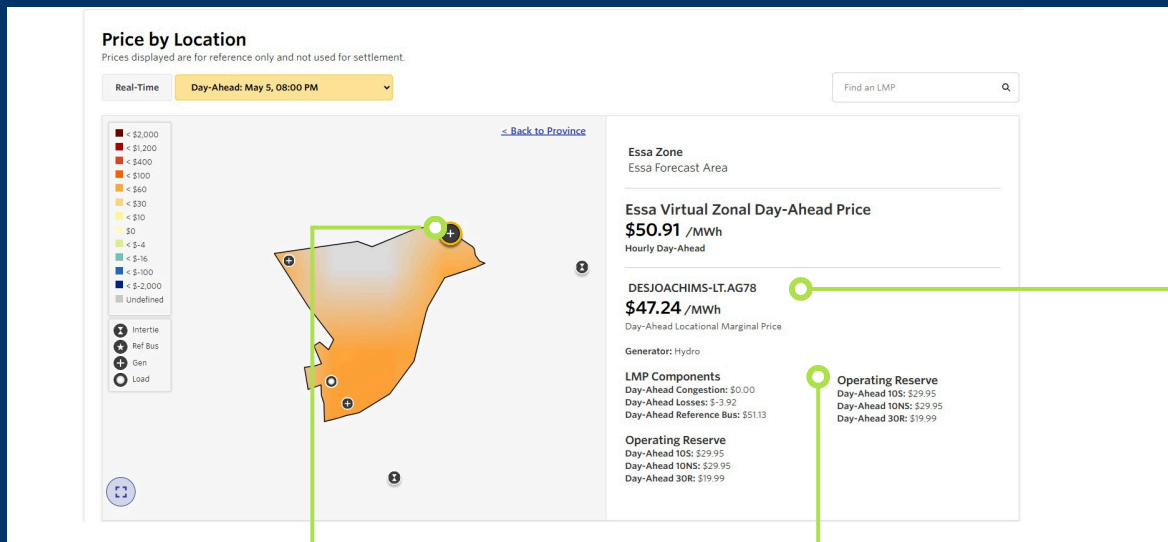 Price by Location
Prices displayed are for reference only and not used for settlement.
Real-Time
Day-Ahead: May 5, 08:00 PM
Find an LMP
< Back to Province
< $2,000
< $1,200
< $400
< $100
< $60
< $30
< $10
$0
< $-4
< $-16
< $-100
< $-2,000
Undefined
Intertie
Ref Bus
Gen
Load
Essa Zone
Essa Forecast Area
Essa Virtual Zonal Day-Ahead Price
$50.91 /MWh
Hourly Day-Ahead
DESJOACHIMS-LT.AG78
$47.24 /MWh
Day-Ahead Locational Marginal Price
Generator: Hydro
LMP Components
Day-Ahead Congestion: $0.00
Day-Ahead Losses: $-3.92
Day-Ahead Reference Bus: $51.13
Operating Reserve
Day-Ahead 10S: $29.95
Day-Ahead 10NS: $29.95
Day-Ahead 30R: $19.99
Operating Reserve
Day-Ahead 10S: $29.95
Day-Ahead 10NS: $29.95
Day-Ahead 30R: $19.99